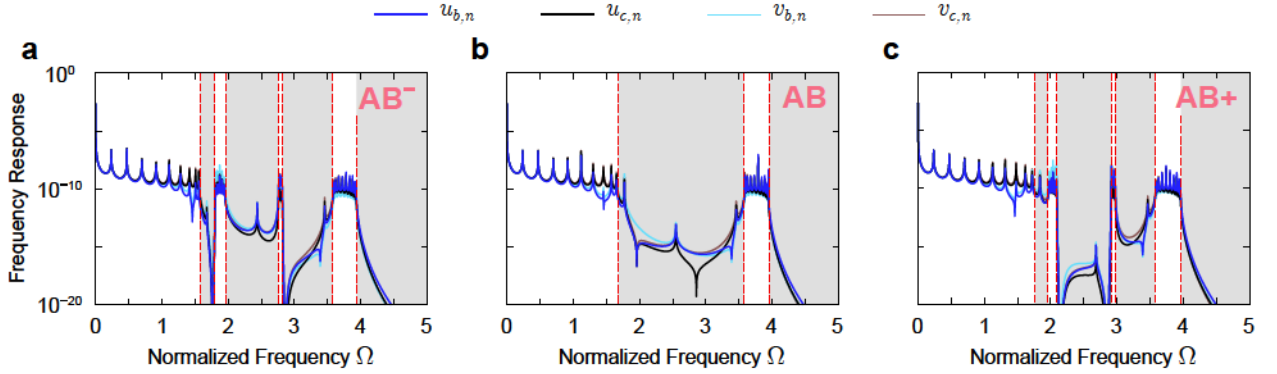 u_{b,n} u_{c,n} v_{b,n} v_{c,n}
a b c
Frequency Response
10^0
10^{-10}
10^{-20}
AB^-
AB
AB+
0 1 2 3 4 5
0 1 2 3 4 5
0 1 2 3 4 5
Normalized Frequency Ω
Normalized Frequency Ω
Normalized Frequency Ω